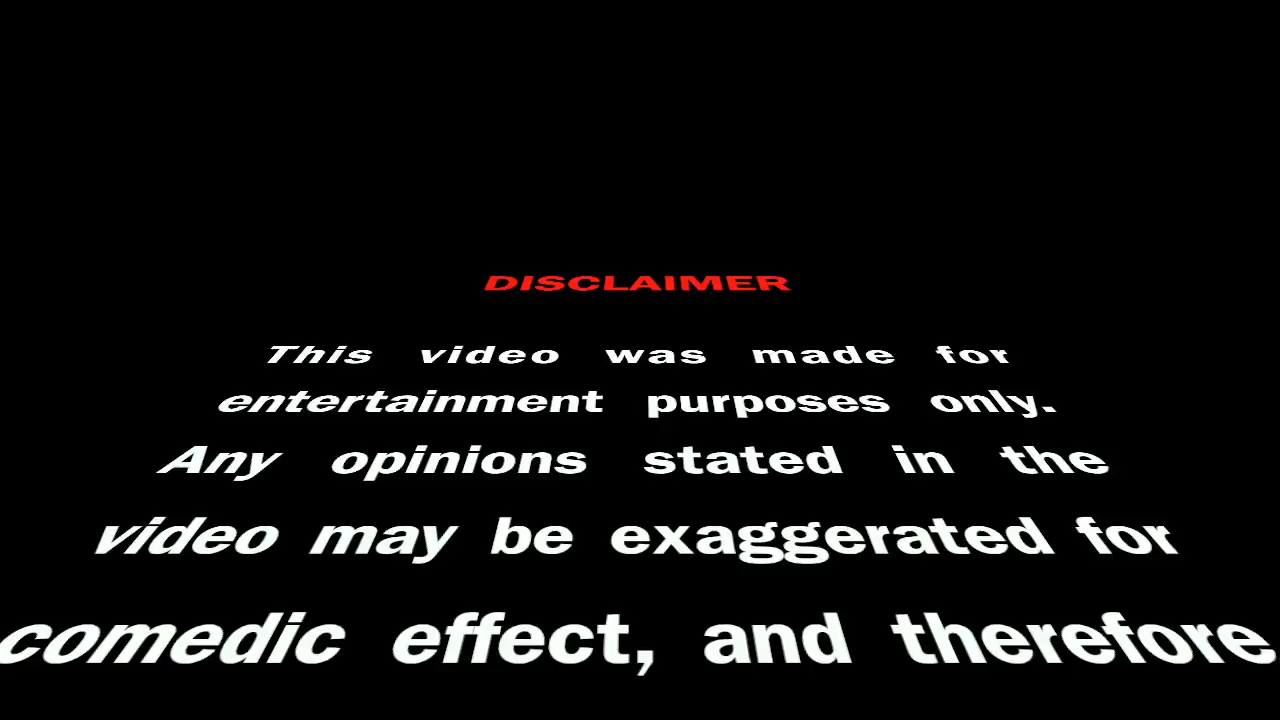 DISCLAIMER
This video was made for
entertainment purposes only.
Any opinions stated in the
video may be exaggerated for
comedic effect, and therefore